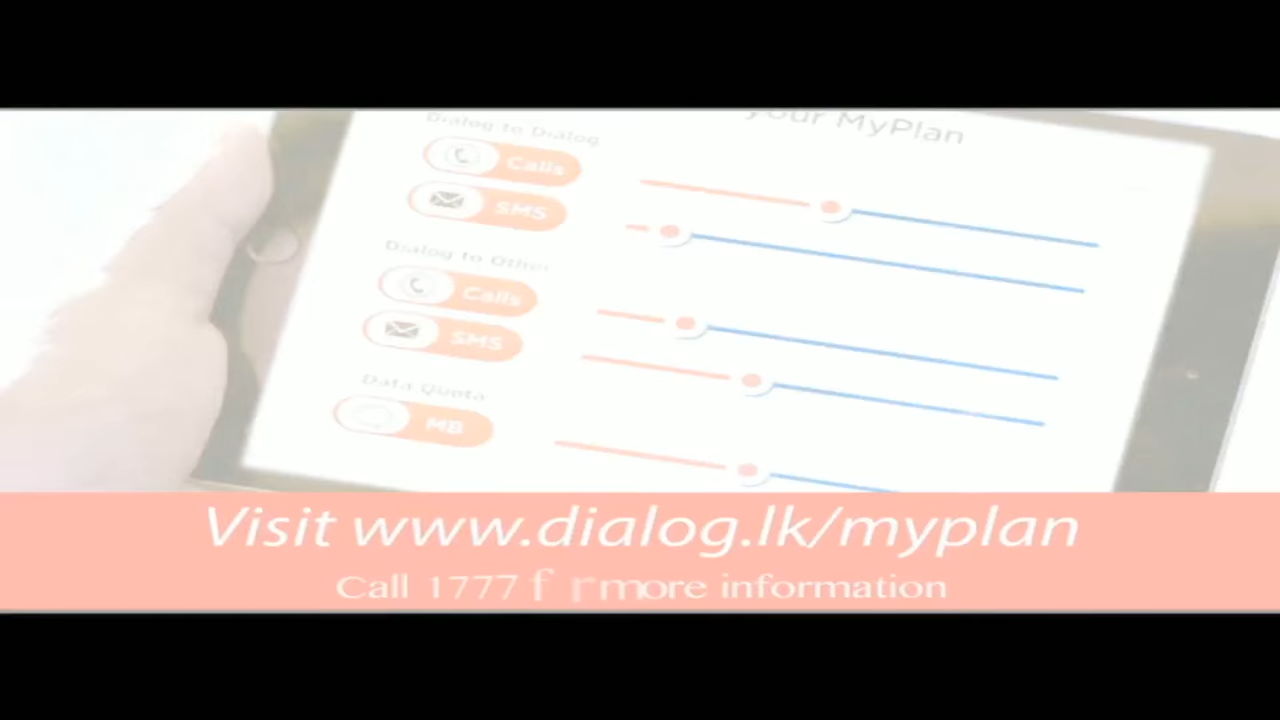 your MyPlan
Dialog to Dialog
Calls
SMS
Dialog to Other
Calls
SMS
Data Quota
MB
Visit www.dialog.lk/myplan
Call 1777 f r more information